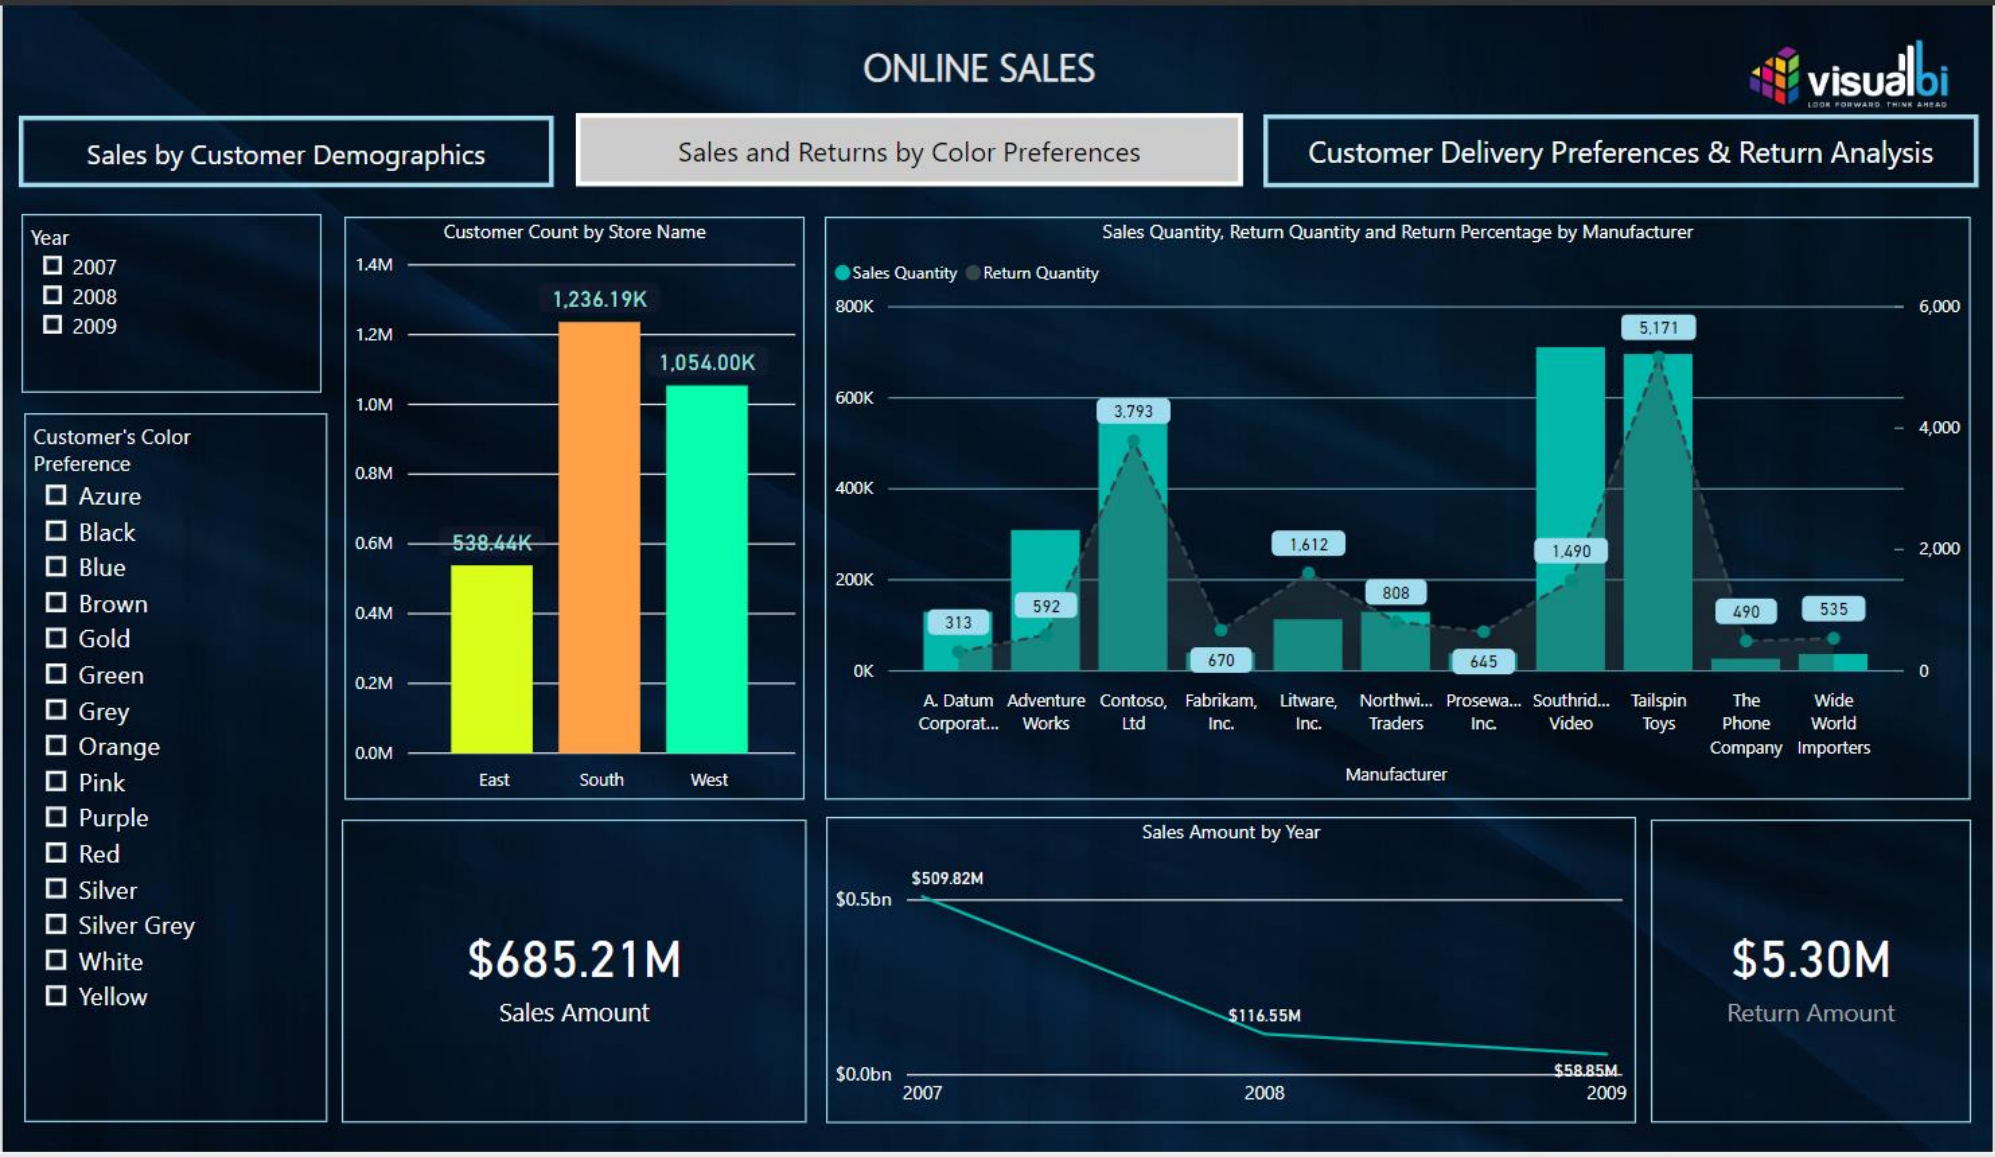 ONLINE SALES
visualbi
LOOK FORWARD. THINK AHEAD
Sales by Customer Demographics
Sales and Returns by Color Preferences
Customer Delivery Preferences & Return Analysis
Year
2007
2008
2009
Customer's Color
Preference
Azure
Black
Blue
Brown
Gold
Green
Grey
Orange
Pink
Purple
Red
Silver
Silver Grey
White
Yellow
Customer Count by Store Name
1.4M
1.2M
1.0M
0.8M
0.6M
0.4M
0.2M
0.0M
538.44K
1,236.19K
1,054.00K
East
South
West
Sales Quantity, Return Quantity and Return Percentage by Manufacturer
Sales Quantity
Return Quantity
800K
600K
400K
200K
0K
6,000
4,000
2,000
0
313
592
3,793
670
1,612
808
645
1,490
5,171
490
535
A. Datum
Corporat...
Adventure
Works
Contoso,
Ltd
Fabrikam,
Inc.
Litware,
Inc.
Northwi...
Traders
Prosewa...
Inc.
Southrid...
Video
Tailspin
Toys
The
Phone
Company
Wide
World
Importers
Manufacturer
$685.21M
Sales Amount
Sales Amount by Year
$0.5bn
$0.0bn
$509.82M
$116.55M
$58.85M
2007
2008
2009
$5.30M
Return Amount